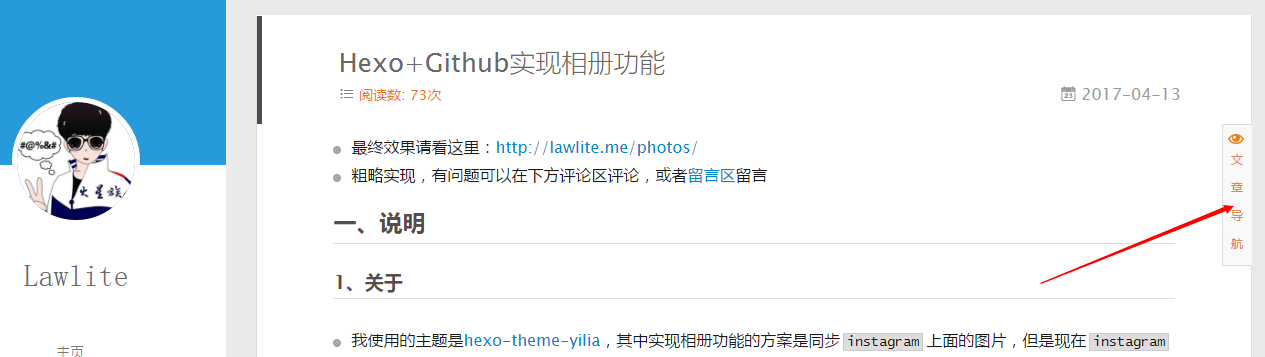 Hexo+Github实现相册功能
阅读数: 73次
23
2017-04-13
最终效果请看这里：http://lawlite.me/photos/
粗略实现，有问题可以在下方评论区评论，或者留言区留言
一、说明
1、关于
我使用的主题是hexo-theme-yilia，其中实现相册功能的方案是同步 instagram 上面的图片，但是现在 instagram
文
章
导
航
#@%&#
火星族
Lawlite
主页